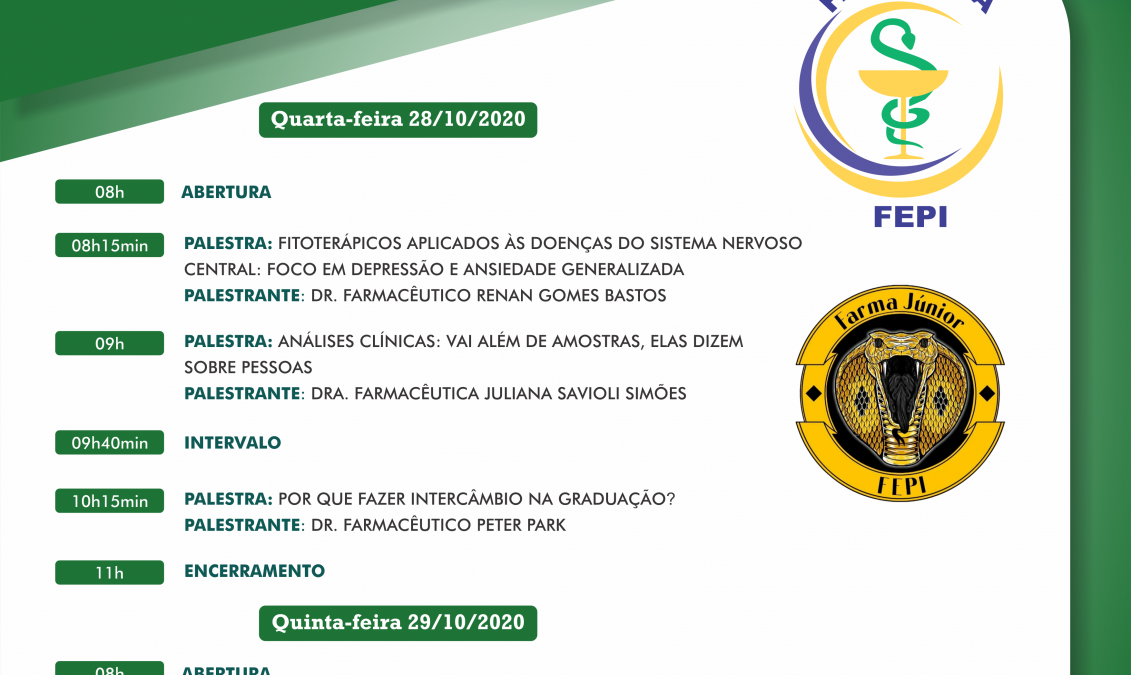 Quarta-feira 28/10/2020
FEPI
08h ABERTURA
08h15min PALESTRA: FITOTERÁPICOS APLICADOS ÀS DOENÇAS DO SISTEMA NERVOSO
CENTRAL: FOCO EM DEPRESSÃO E ANSIEDADE GENERALIZADA
PALESTRANTE: DR. FARMACÊUTICO RENAN GOMES BASTOS
Farma Júnior
FEPI
09h PALESTRA: ANÁLISES CLÍNICAS: VAI ALÉM DE AMOSTRAS, ELAS DIZEM
SOBRE PESSOAS
PALESTRANTE: DRA. FARMACÊUTICA JULIANA SAVIOLI SIMÕES
09h40min INTERVALO
10h15min PALESTRA: POR QUE FAZER INTERCÂMBIO NA GRADUAÇÃO?
PALESTRANTE: DR. FARMACÊUTICO PETER PARK
11h ENCERRAMENTO
Quinta-feira 29/10/2020
08h ABERTURA